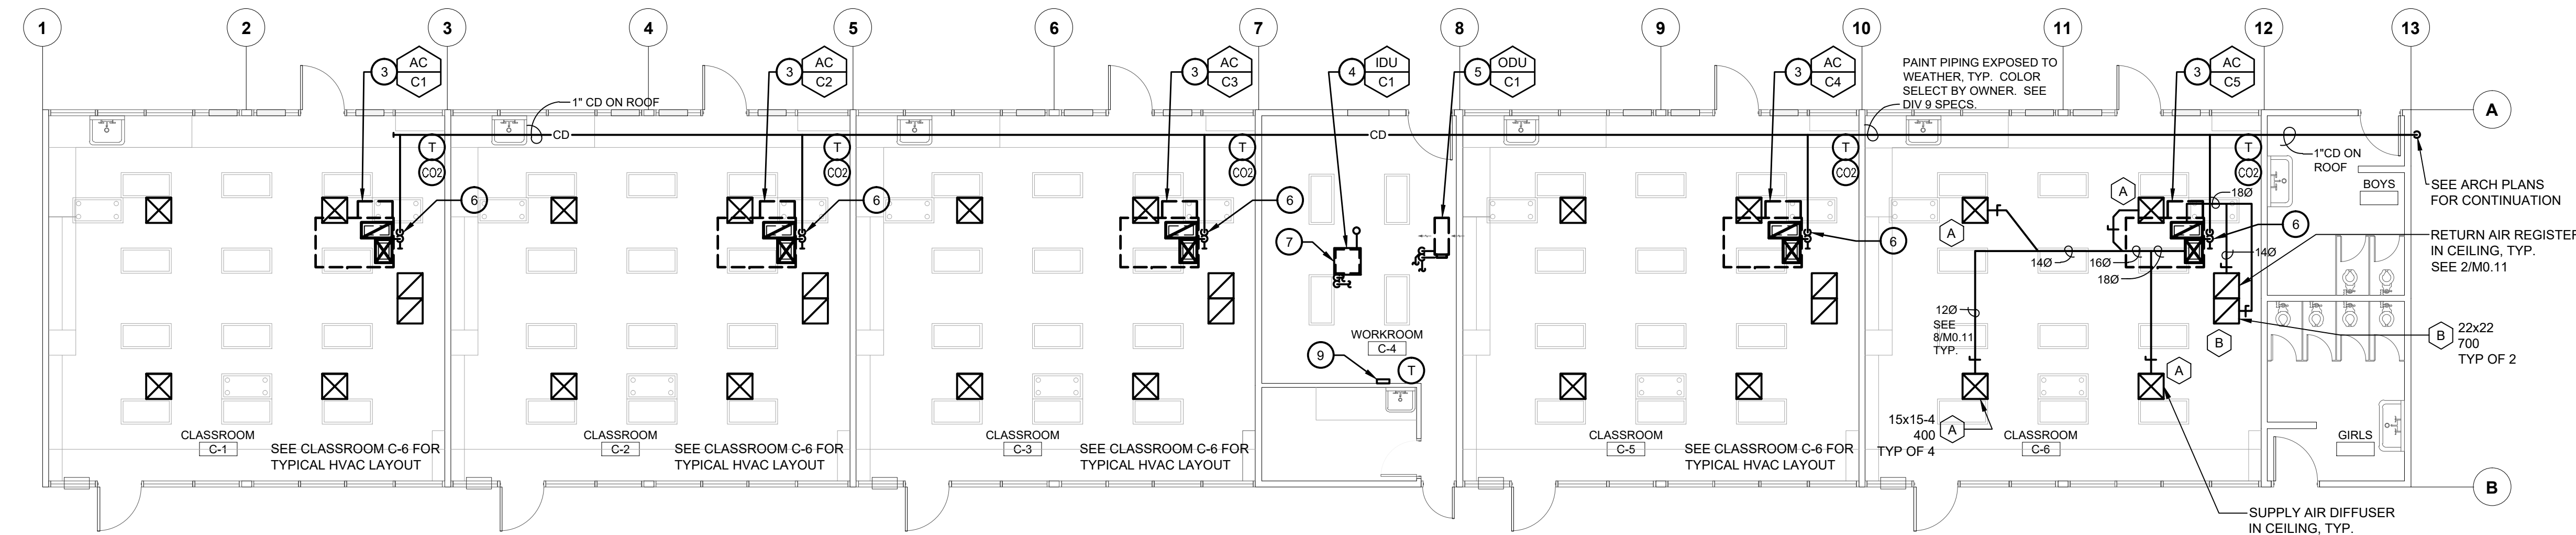 1
2
3
4
5
6
7
8
9
10
11
12
13
3
AC
C1
3
AC
C2
3
AC
C3
4
IDU
C1
5
ODU
C1
3
AC
C4
PAINT PIPING EXPOSED TO
WEATHER, TYP. COLOR
SELECT BY OWNER. SEE
DIV 9 SPECS.
3
AC
C5
A
1" CD ON ROOF
CD
CD
T
CO2
T
CO2
T
CO2
T
CO2
T
CO2
1"CD ON
ROOF
SEE ARCH PLANS
FOR CONTINUATION
BOYS
6
6
6
6
6
7
A
A
18Ø
14Ø
16Ø
18Ø
14Ø
RETURN AIR REGISTER
IN CEILING, TYP.
SEE 2/M0.11
12Ø
SEE
8/M0.11
TYP.
B
B
22x22
700
TYP OF 2
WORKROOM
C-4
9
T
A
15x15-4
400
TYP OF 4
A
CLASSROOM
C-1
SEE CLASSROOM C-6 FOR
TYPICAL HVAC LAYOUT
CLASSROOM
C-2
SEE CLASSROOM C-6 FOR
TYPICAL HVAC LAYOUT
CLASSROOM
C-3
SEE CLASSROOM C-6 FOR
TYPICAL HVAC LAYOUT
CLASSROOM
C-5
SEE CLASSROOM C-6 FOR
TYPICAL HVAC LAYOUT
CLASSROOM
C-6
GIRLS
B
SUPPLY AIR DIFFUSER
IN CEILING, TYP.